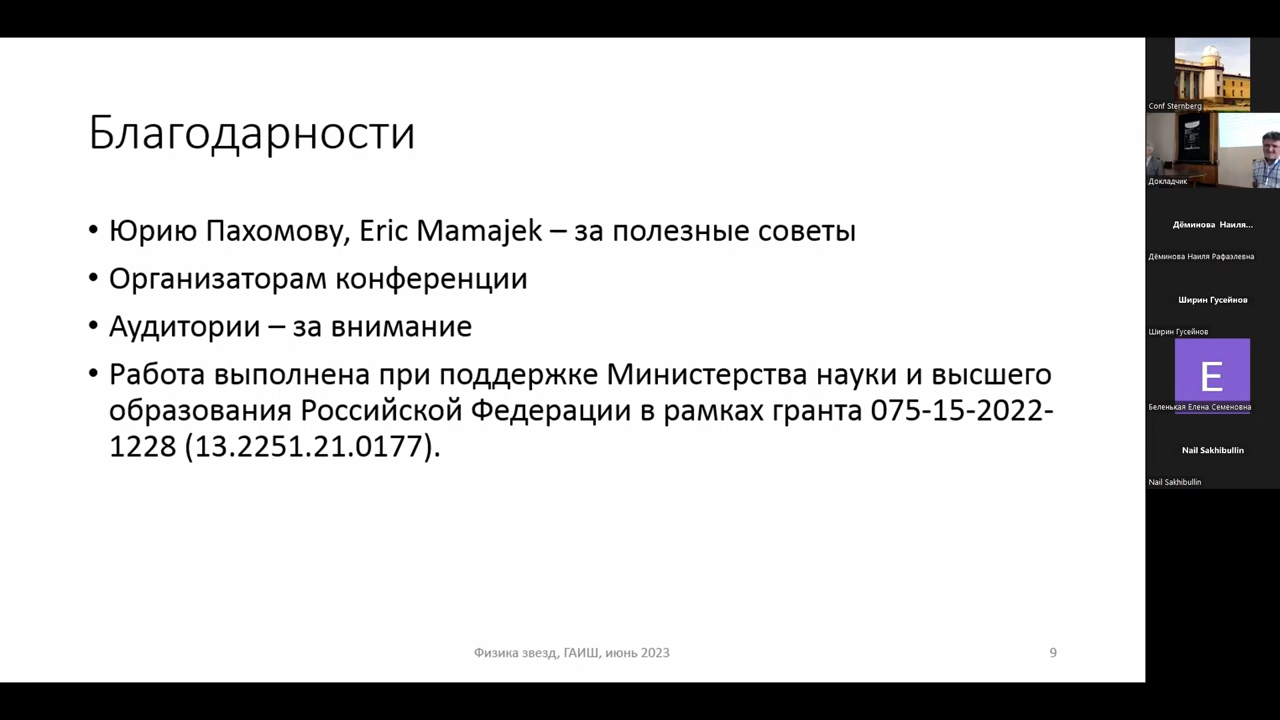 Благодарности
• Юрию Пахомову, Eric Mamajek – за полезные советы
• Организаторам конференции
• Аудитории – за внимание
• Работа выполнена при поддержке Министерства науки и высшего
образования Российской Федерации в рамках гранта 075-15-2022-
1228 (13.2251.21.0177).
Физика звезд, ГАИШ, июнь 2023
9
Conf Sternberg
Докладчик
Дёминова Наиля...
Дёминова Наиля Рафаэлевна
Ширин Гусейнов
Ширин Гусейнов
E
Беленькая Елена Семеновна
Nail Sakhibullin
Nail Sakhibullin